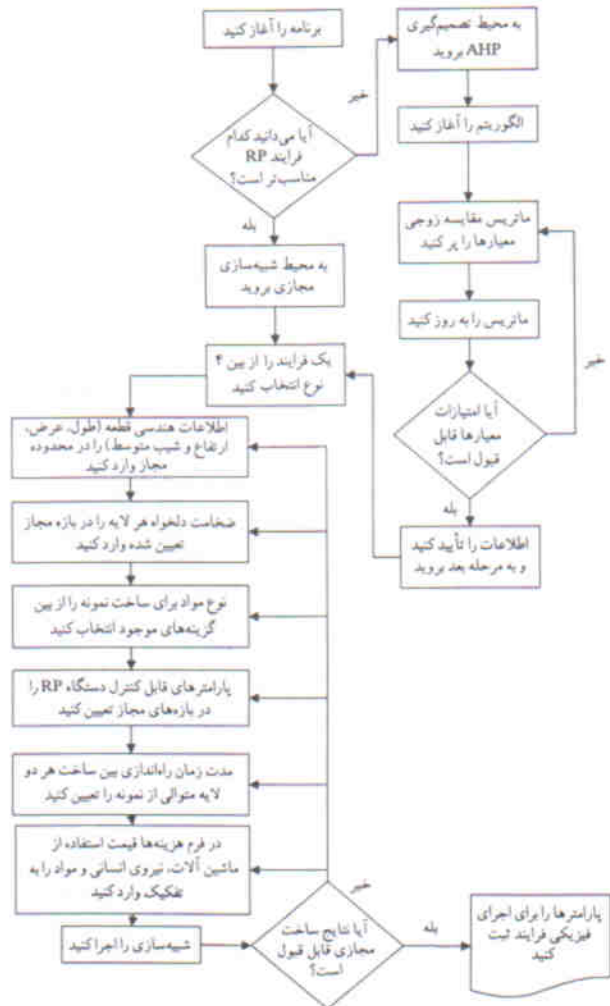 برنامه را آغاز کنید
به محیط تصمیم‌گیری
AHP بروید
خیر
آیا می‌دانید کدام
فرایند RP
مناسب‌تر است؟
الگوریتم را آغاز کنید
بله
ماتریس مقایسه زوجی
معیارها را پر کنید
به محیط شبیه‌سازی
مجازی بروید
ماتریس را به روز کنید
خیر
یک فرایند را از بین ۴
نوع انتخاب کنید
آیا امتیازات
معیارها قابل
قبول است؟
بله
اطلاعات را تأیید کنید
و به مرحله بعد بروید
اطلاعات هندسی قطعه (طول، عرض،
ارتفاع و شیب متوسط) را در محدوده
مجاز وارد کنید
ضخامت دلخواه هر لایه را در بازه مجاز
تعیین شده وارد کنید
نوع مواد برای ساخت نمونه را از بین
گزینه‌های موجود انتخاب کنید
پارامترهای قابل کنترل دستگاه RP را
در بازه‌های مجاز تعیین کنید
مدت زمان راه‌اندازی بین ساخت هر دو
لایه متوالی از نمونه را تعیین کنید
در فرم هزینه‌ها قیمت استفاده از
ماشین آلات، نیروی انسانی و مواد را به
تفکیک وارد کنید
خیر
شبیه‌سازی را اجرا کنید
آیا نتایج ساخت
مجازی قابل قبول
است؟
بله
پارامترها را برای اجرای
فیزیکی فرایند ثبت
کنید